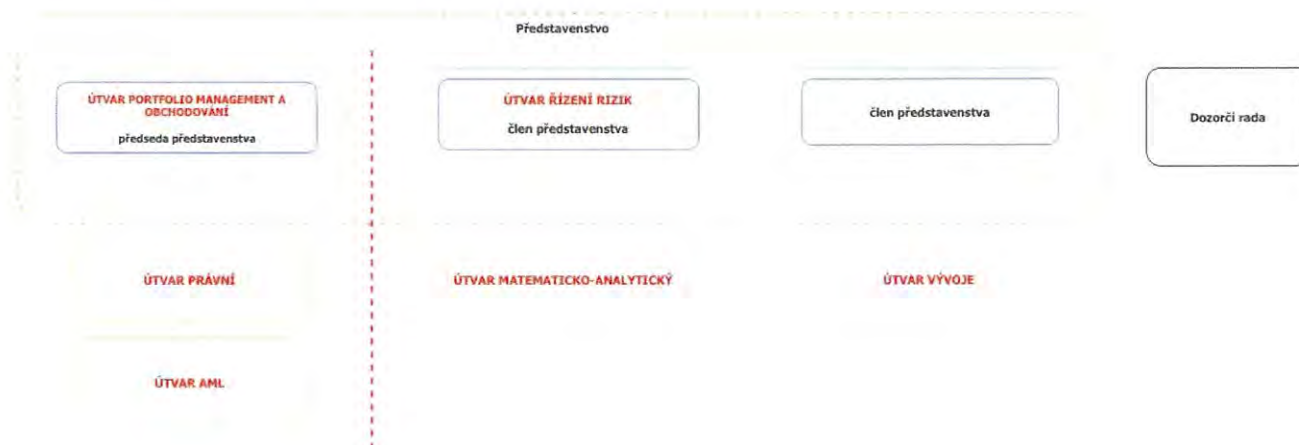 Představenstvo
ÚTVAR PORTFOLIO MANAGEMENT A
OBCHODOVÁNÍ
předseda představenstva
ÚTVAR ŘÍZENÍ RIZIK
člen představenstva
člen představenstva
Dozorčí rada
ÚTVAR PRÁVNÍ
ÚTVAR MATEMATICKO-ANALYTICKÝ
ÚTVAR VÝVOJE
ÚTVAR AML